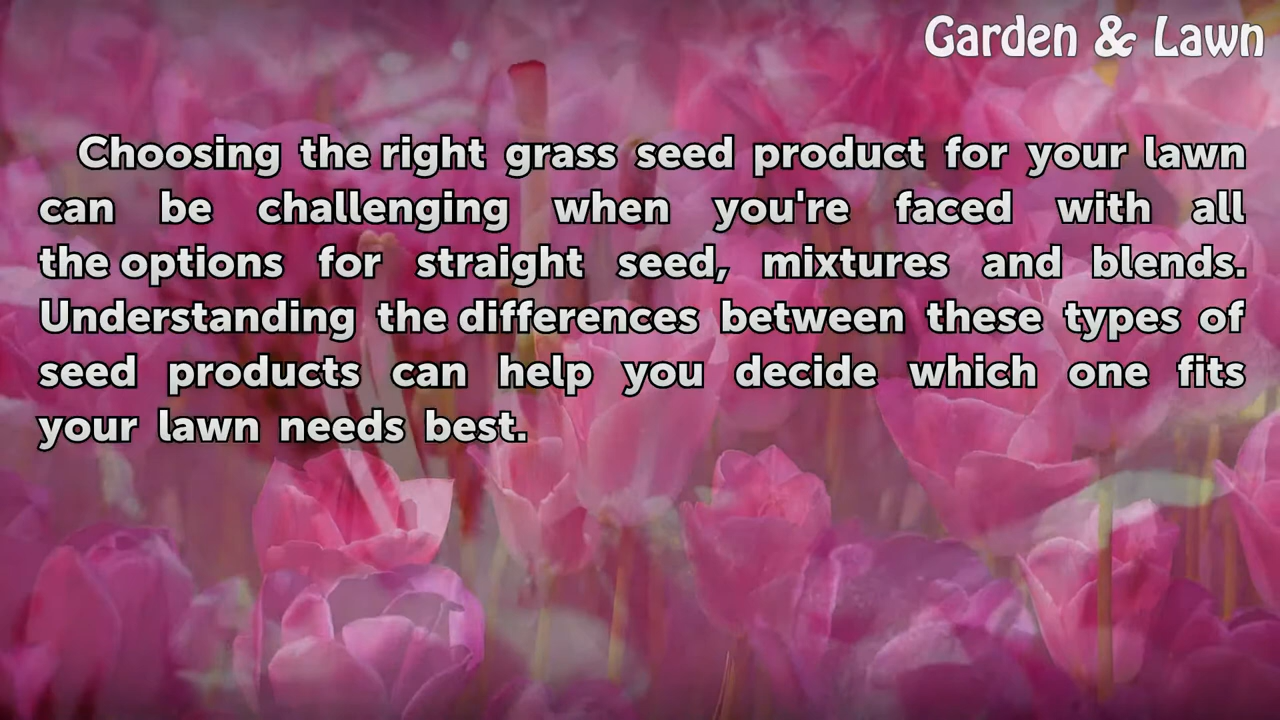 Garden & Lawn
Choosing the right grass seed product for your lawn
can be challenging when you're faced with all
the options for straight seed, mixtures and blends.
Understanding the differences between these types of
seed products can help you decide which one fits
your lawn needs best.